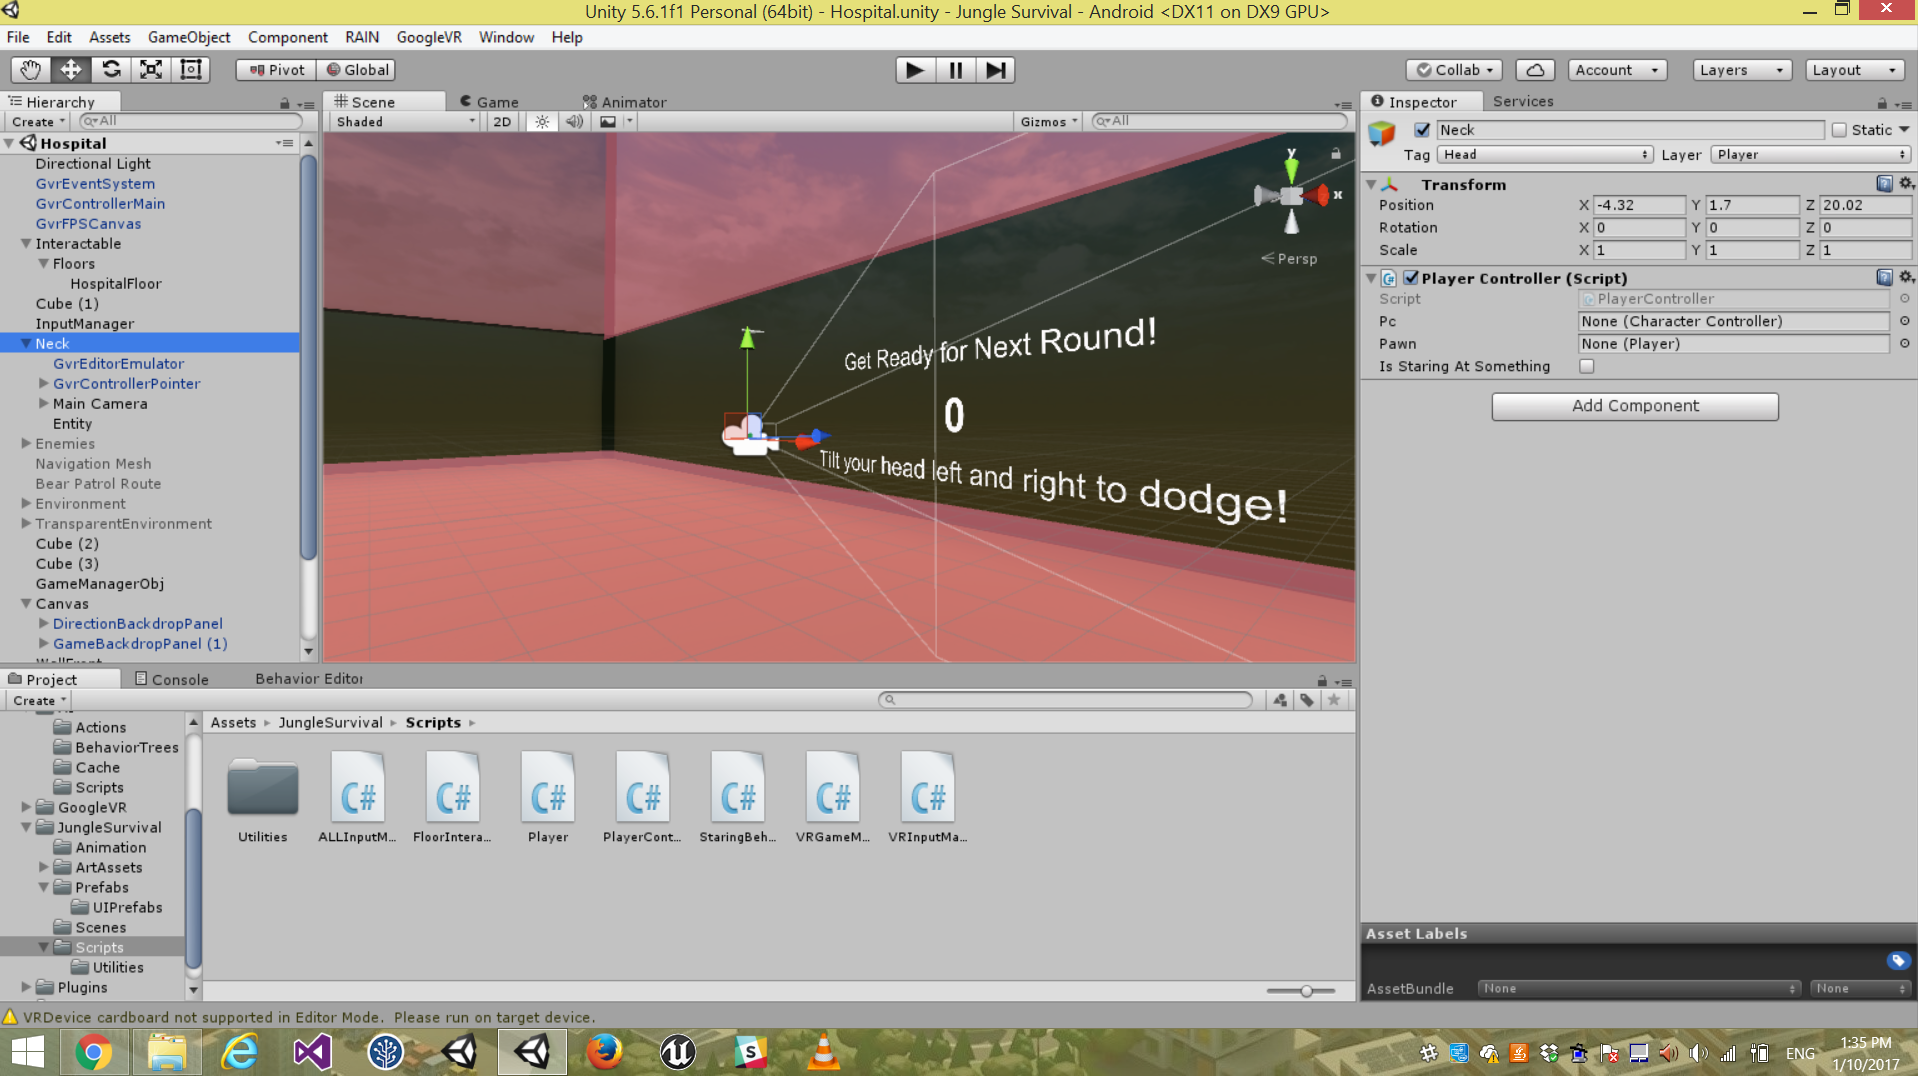 Unity 5.6.1f1 Personal (64bit) - Hospital.unity - Jungle Survival - Android <DX11 on DX9 GPU>
File Edit Assets GameObject Component RAIN GoogleVR Window Help
Pivot Global Collab Account Layers Layout
Hierarchy
Create All
Hospital
Directional Light
GvrEventSystem
GvrControllerMain
GvrFPSCanvas
Interactable
Floors
HospitalFloor
Cube (1)
InputManager
Neck
GvrEditorEmulator
GvrControllerPointer
Main Camera
Entity
Enemies
Navigation Mesh
Bear Patrol Route
Environment
TransparentEnvironment
Cube (2)
Cube (3)
GameManagerObj
Canvas
DirectionBackdropPanel
GameBackdropPanel (1)
Scene Game Animator
Shaded 2D Gizmos All
y
x
Persp
Get Ready for Next Round!
0
Tilt your head left and right to dodge!
Inspector Services
Neck Static
Tag Head Layer Player
Transform
Position X -4.32 Y 1.7 Z 20.02
Rotation X 0 Y 0 Z 0
Scale X 1 Y 1 Z 1
Player Controller (Script)
Script PlayerController
Pc None (Character Controller)
Pawn None (Player)
Is Staring At Something
Add Component
Project Console Behavior Editor
Create
Actions
BehaviorTrees
Cache
Scripts
GoogleVR
JungleSurvival
Animation
ArtAssets
Prefabs
UIPrefabs
Scenes
Scripts
Utilities
Plugins
Assets JungleSurvival Scripts
C# C# C# C# C# C# C#
Utilities ALLInputM... FloorIntera... Player PlayerCont... StaringBeh... VRGameM... VRInputMa...
Asset Labels
AssetBundle None None
VRDevice cardboard not supported in Editor Mode. Please run on target device.
ENG
1:35 PM
1/10/2017